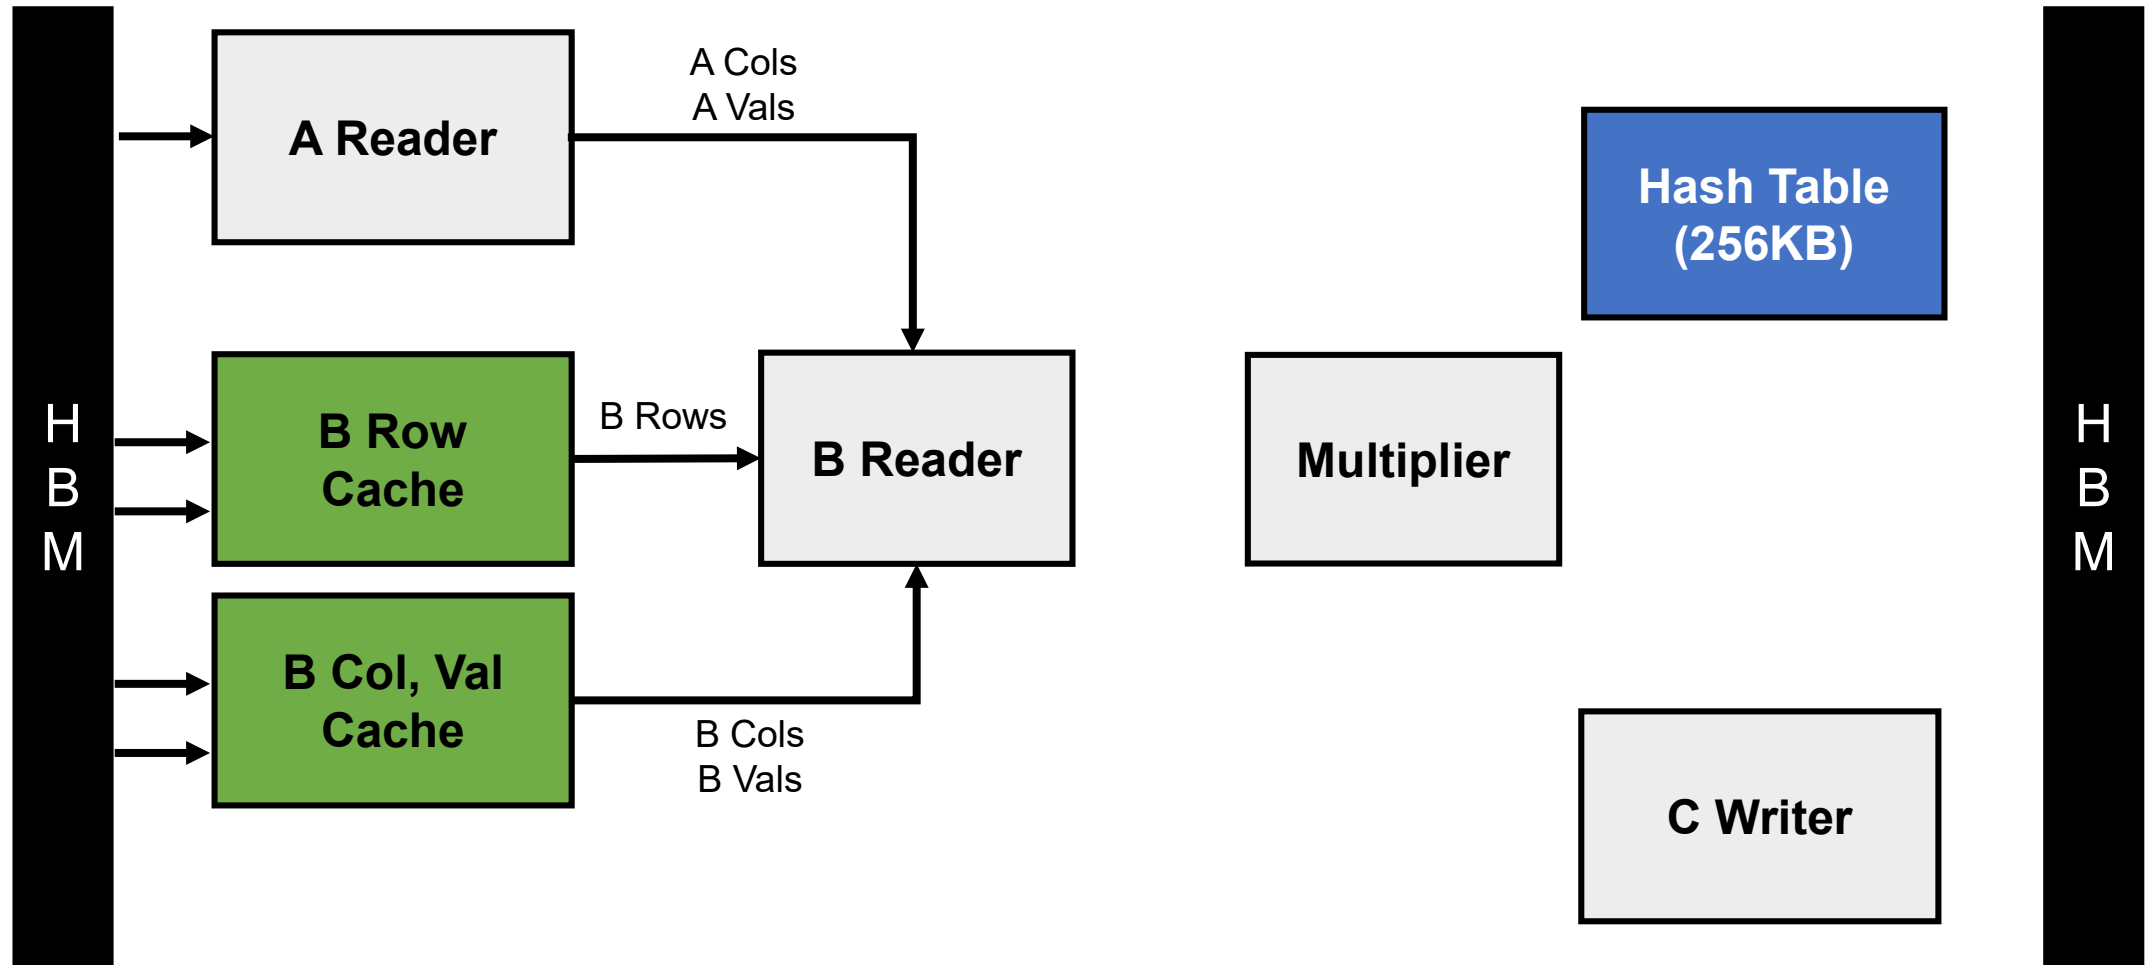 H
B
M
A Reader
A Cols
A Vals
B Row
Cache
B Rows
B Reader
B Col, Val
Cache
B Cols
B Vals
Multiplier
Hash Table
(256KB)
C Writer
H
B
M